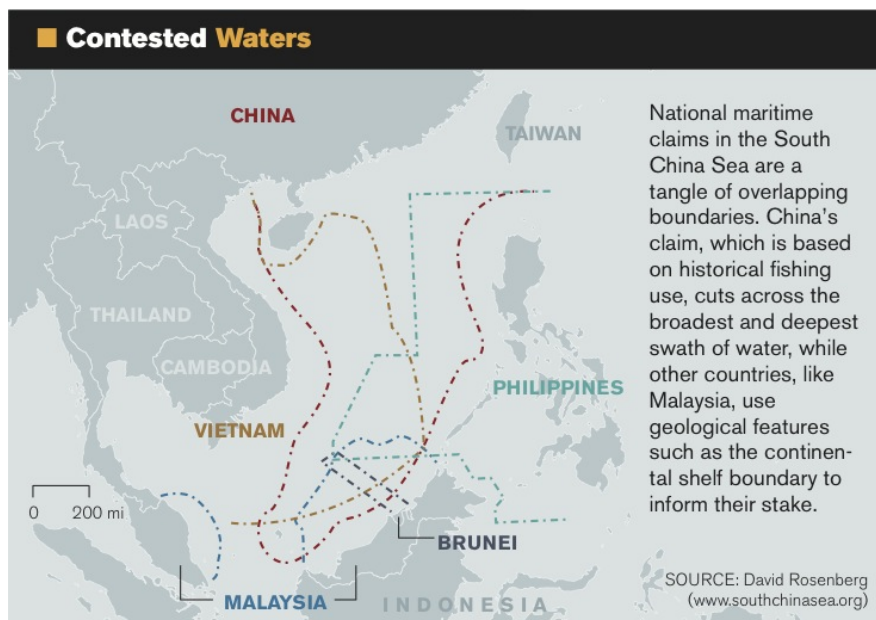 Contested Waters
CHINA
TAIWAN
LAOS
THAILAND
CAMBODJA
VIETNAM
PHILIPPINES
0 200 mi
BRUNEI
MALAYSIA
INDONESIA
National maritime
claims in the South
China Sea are a
tangle of overlapping
boundaries. China's
claim, which is based
on historical fishing
use, cuts across the
broadest and deepest
swath of water, while
other countries, like
Malaysia, use
geological features
such as the continen-
tal shelf boundary to
inform their stake.
SOURCE: David Rosenberg
(www.southchinasea.org)